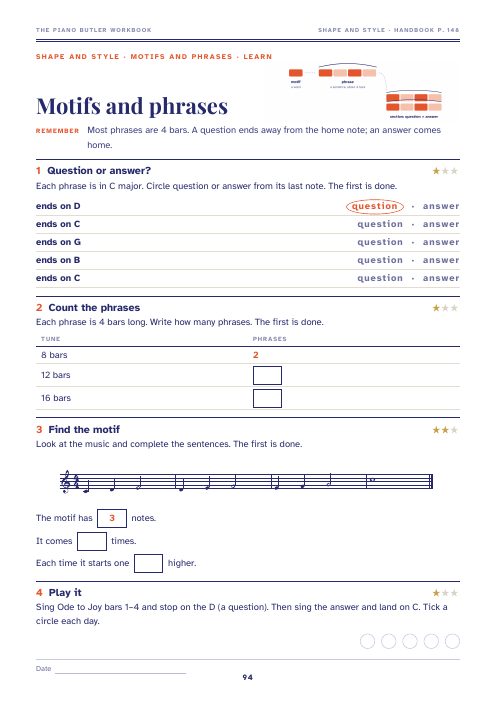 THE PIANO BUTLER WORKBOOK
SHAPE AND STYLE · HANDBOOK P. 146
SHAPE AND STYLE · MOTIFS AND PHRASES · LEARN
motif
phrase
section: question + answer
Motifs and phrases
REMEMBER Most phrases are 4 bars. A question ends away from the home note; an answer comes
home.
1 Question or answer?
Each phrase is in C major. Circle question or answer from its last note. The first is done.
ends on D question · answer
ends on C question · answer
ends on G question · answer
ends on B question · answer
ends on C question · answer
2 Count the phrases
Each phrase is 4 bars long. Write how many phrases. The first is done.
TUNE PHRASES
8 bars 2
12 bars
16 bars
3 Find the motif
Look at the music and complete the sentences. The first is done.
The motif has 3 notes.
It comes times.
Each time it starts one higher.
4 Play it
Sing Ode to Joy bars 1–4 and stop on the D (a question). Then sing the answer and land on C. Tick a
circle each day.
Date
94